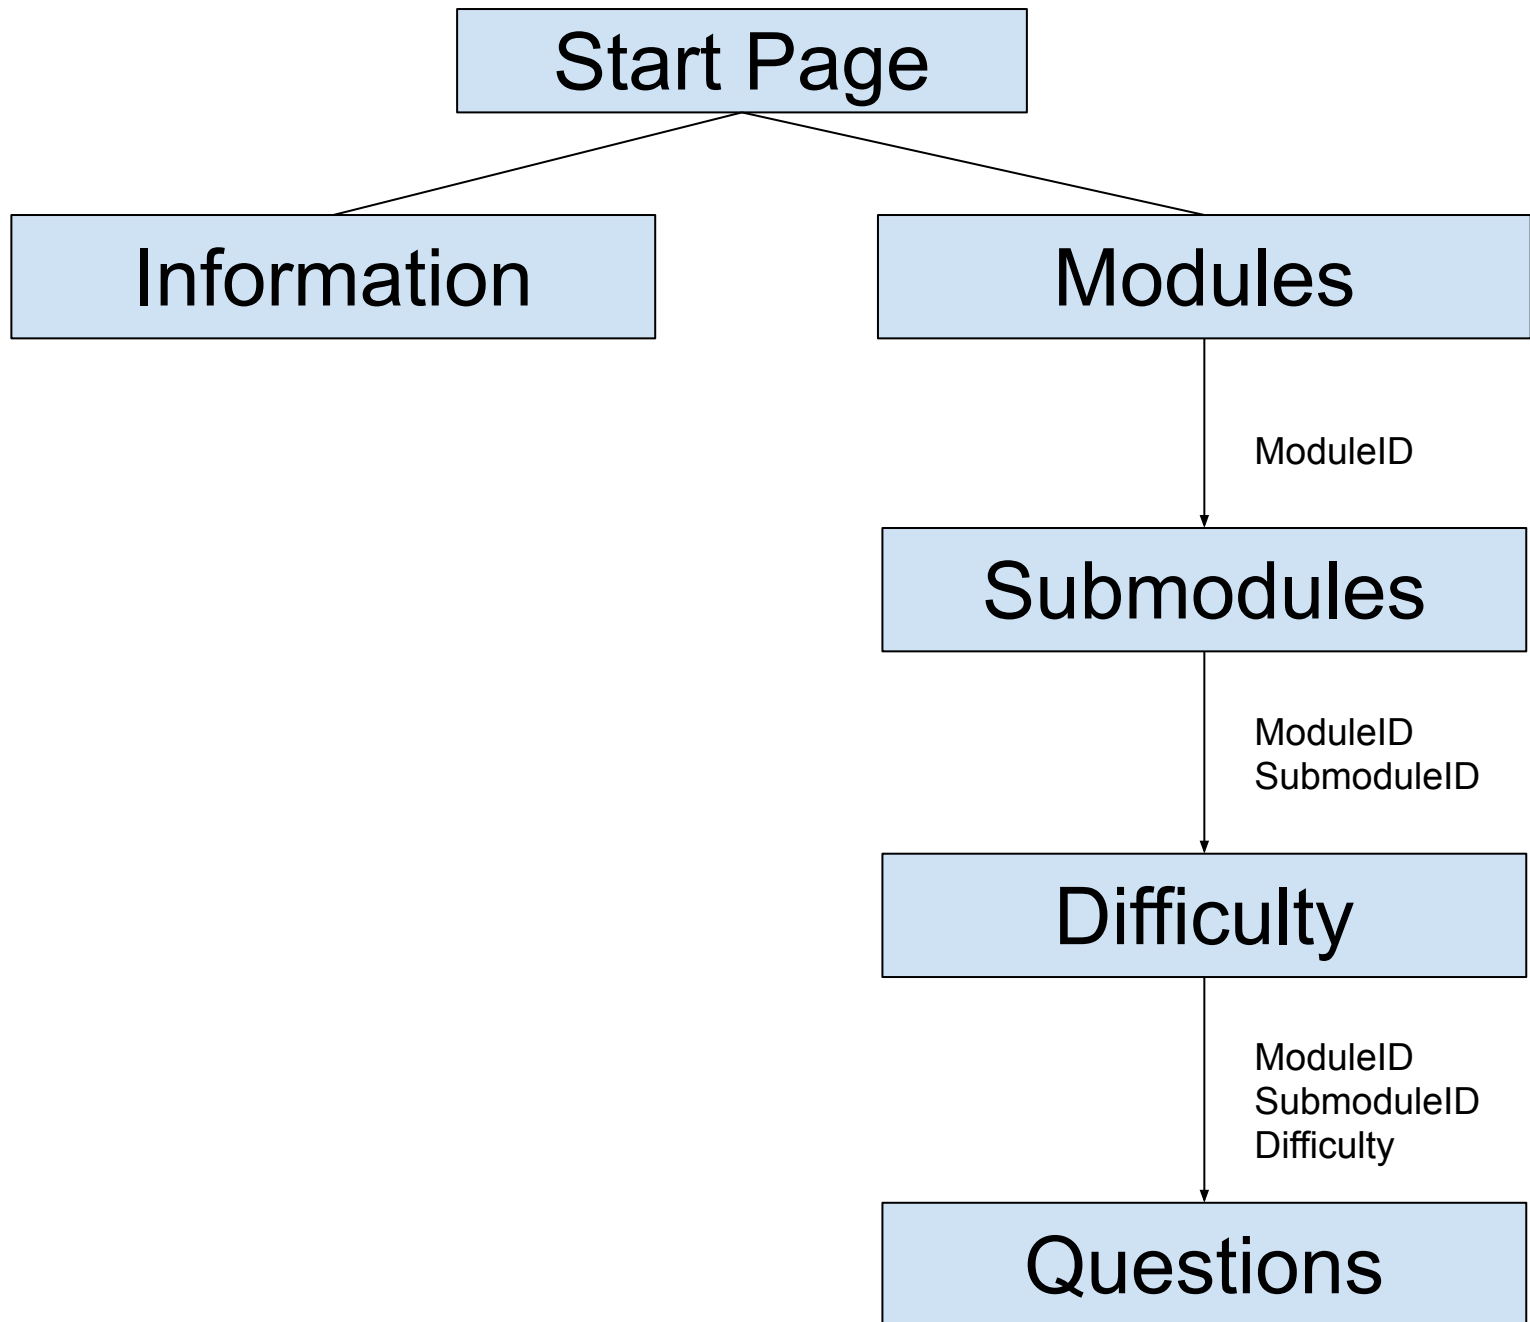 Start Page
Information
Modules
ModuleID
Submodules
ModuleID
SubmoduleID
Difficulty
ModuleID
SubmoduleID
Difficulty
Questions